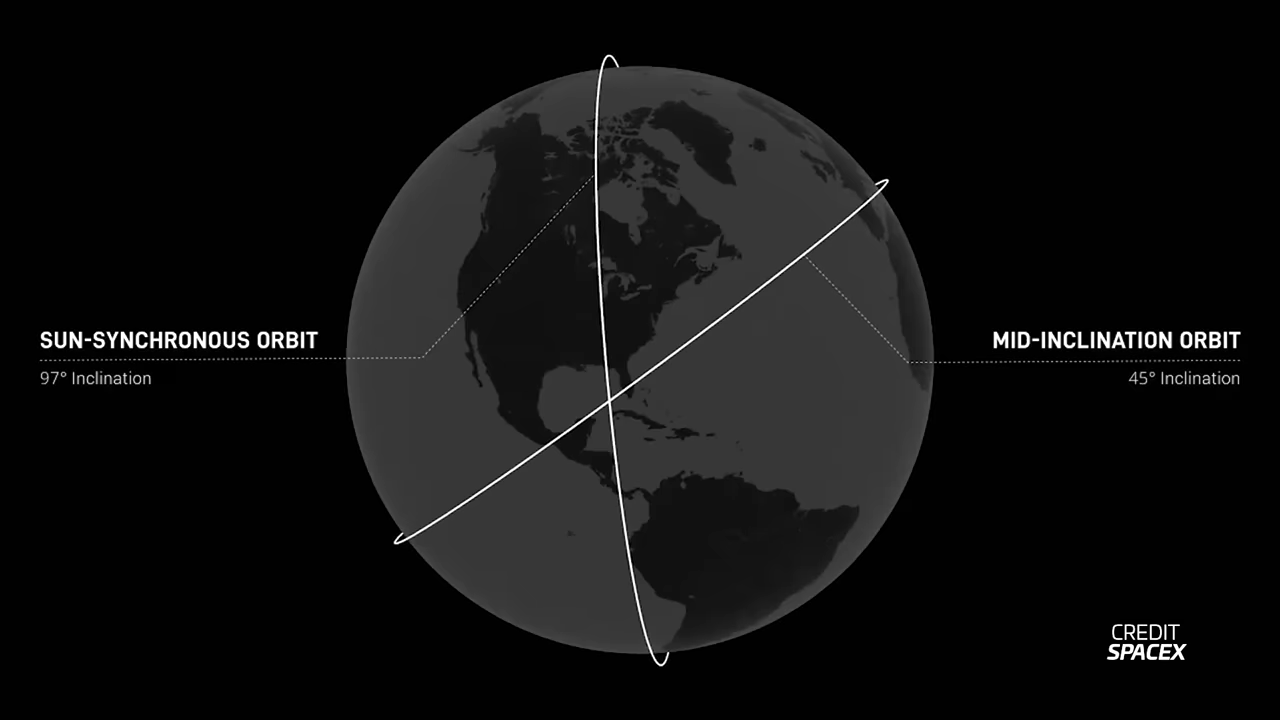 SUN-SYNCHRONOUS ORBIT
97° Inclination
MID-INCLINATION ORBIT
45° Inclination
CREDIT
SPACEX